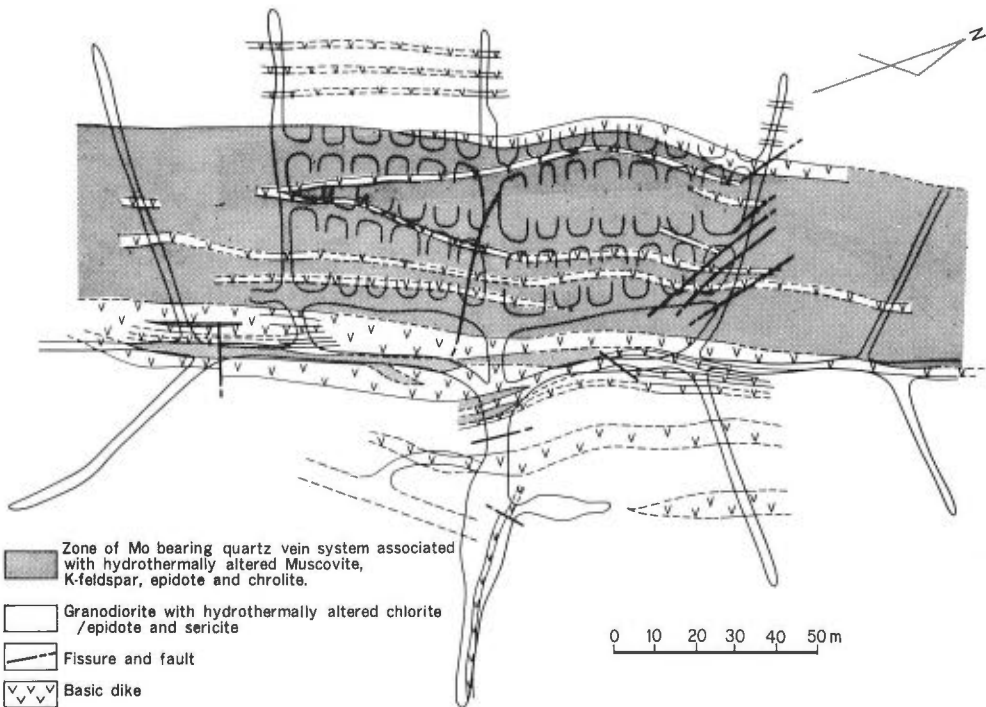 N
Zone of Mo bearing quartz vein system associated
with hydrothermally altered Muscovite,
K-feldspar, epidote and chrolite.
Granodiorite with hydrothermally altered chlorite
/epidote and sericite
Fissure and fault
Basic dike
0 10 20 30 40 50 m